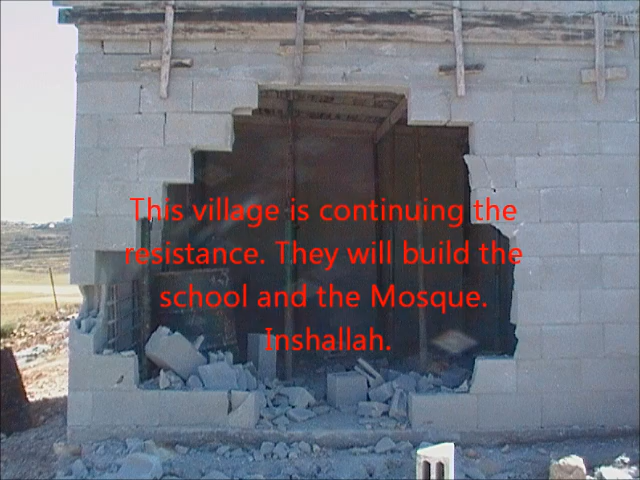 This village is continuing the
resistance. They will build the
school and the Mosque.
Inshallah.